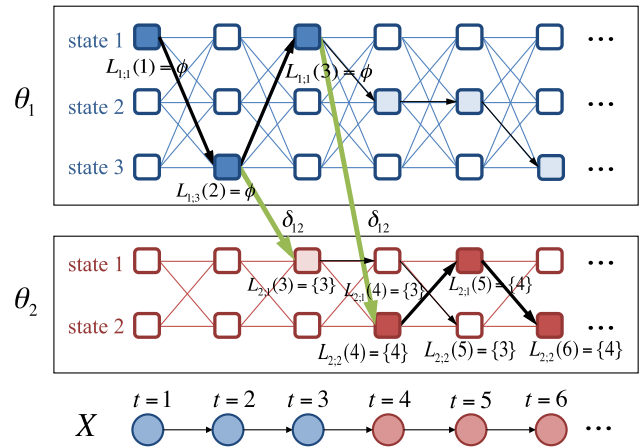 state 1
L1;1(1) = ϕ
L1;1(3) = ϕ
θ1
state 2
state 3
L1;3(2) = ϕ
δ12
δ12
state 1
L2;1(3) = {3}
L2;1(4) = {3}
L2;1(5) = {4}
θ2
state 2
L2;2(4) = {4}
L2;2(5) = {3}
L2;2(6) = {4}
t = 1 t = 2 t = 3 t = 4 t = 5 t = 6
X